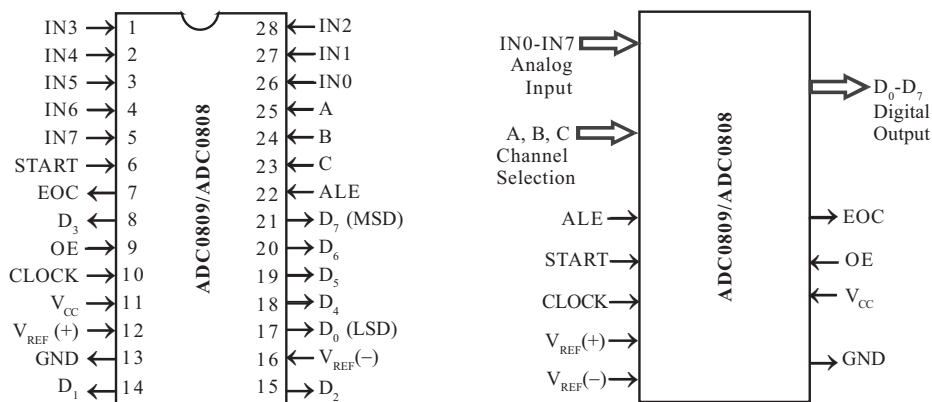 IN3 1 28 IN2
IN4 2 27 IN1
IN5 3 26 IN0
IN6 4 25 A
IN7 5 24 B
START 6 23 C
EOC 7 22 ALE
D3 8 21 D7 (MSD)
OE 9 20 D6
CLOCK 10 19 D5
VCC 11 18 D4
VREF (+) 12 17 D0 (LSD)
GND 13 16 VREF(−)
D1 14 15 D2
ADC0809/ADC0808
IN0-IN7
Analog
Input
A, B, C
Channel
Selection
ALE
START
CLOCK
VREF(+)
VREF(−)
ADC0809/ADC0808
D0-D7
Digital
Output
EOC
OE
VCC
GND